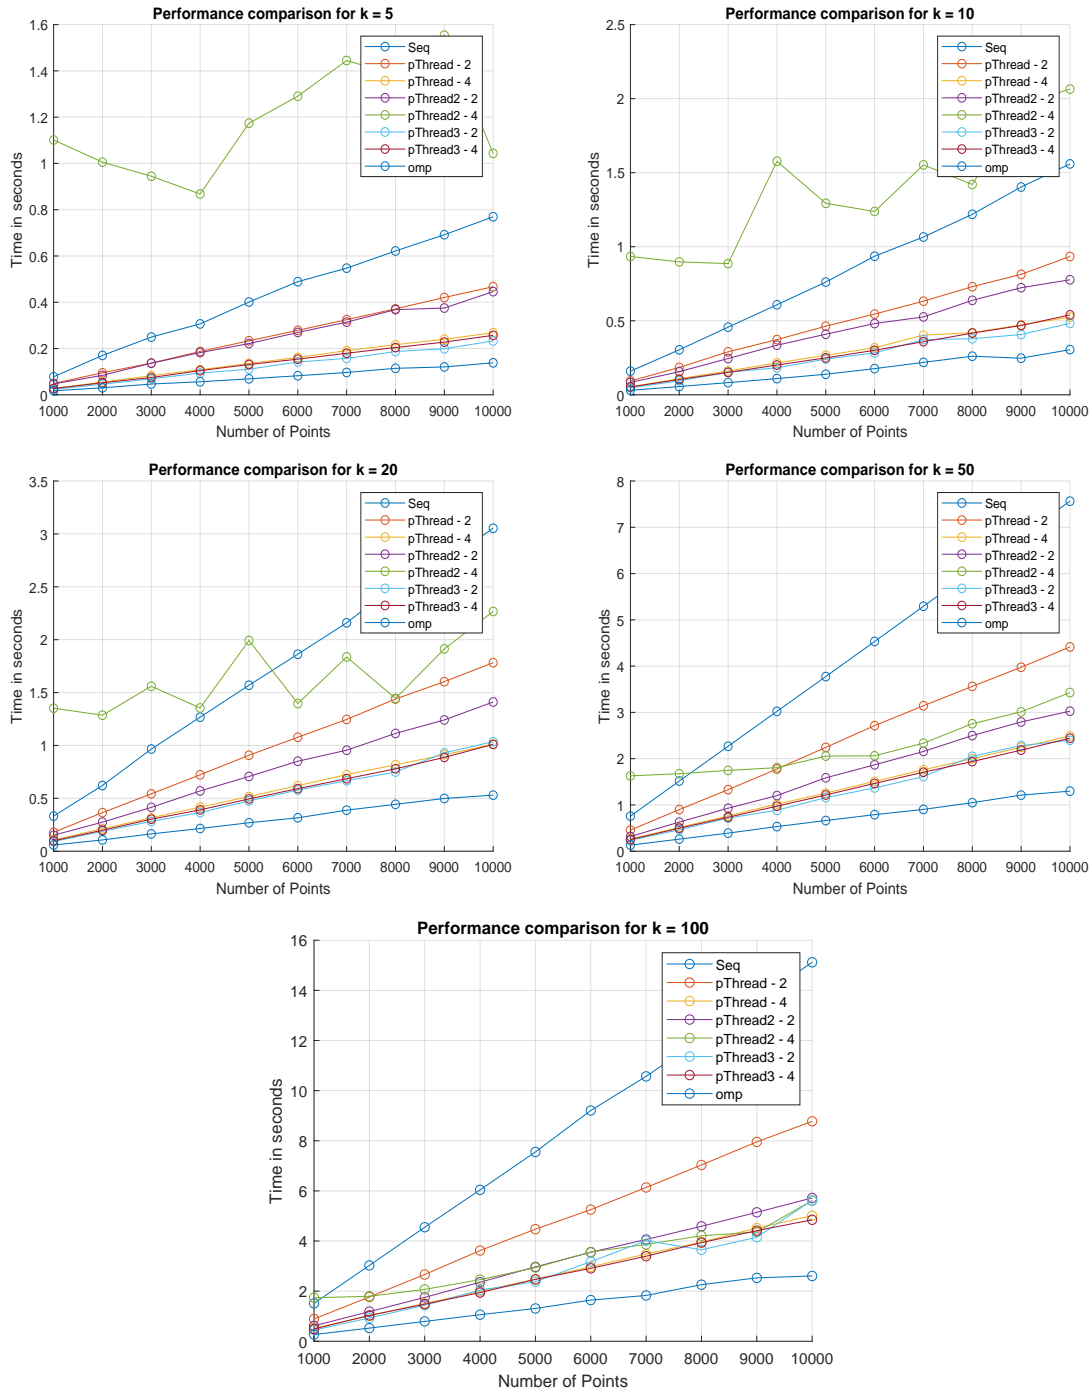 Performance comparison for k = 5
Time in seconds
1.6
1.4
1.2
1
0.8
0.6
0.4
0.2
0
Seq
pThread - 2
pThread - 4
pThread2 - 2
pThread2 - 4
pThread3 - 2
pThread3 - 4
omp
1000 2000 3000 4000 5000 6000 7000 8000 9000 10000
Number of Points
Performance comparison for k = 10
Time in seconds
2.5
2
1.5
1
0.5
0
Seq
pThread - 2
pThread - 4
pThread2 - 2
pThread2 - 4
pThread3 - 2
pThread3 - 4
omp
1000 2000 3000 4000 5000 6000 7000 8000 9000 10000
Number of Points
Performance comparison for k = 20
Time in seconds
3.5
3
2.5
2
1.5
1
0.5
0
Seq
pThread - 2
pThread - 4
pThread2 - 2
pThread2 - 4
pThread3 - 2
pThread3 - 4
omp
1000 2000 3000 4000 5000 6000 7000 8000 9000 10000
Number of Points
Performance comparison for k = 50
Time in seconds
8
7
6
5
4
3
2
1
0
Seq
pThread - 2
pThread - 4
pThread2 - 2
pThread2 - 4
pThread3 - 2
pThread3 - 4
omp
1000 2000 3000 4000 5000 6000 7000 8000 9000 10000
Number of Points
Performance comparison for k = 100
Time in seconds
16
14
12
10
8
6
4
2
0
Seq
pThread - 2
pThread - 4
pThread2 - 2
pThread2 - 4
pThread3 - 2
pThread3 - 4
omp
1000 2000 3000 4000 5000 6000 7000 8000 9000 10000
Number of Points